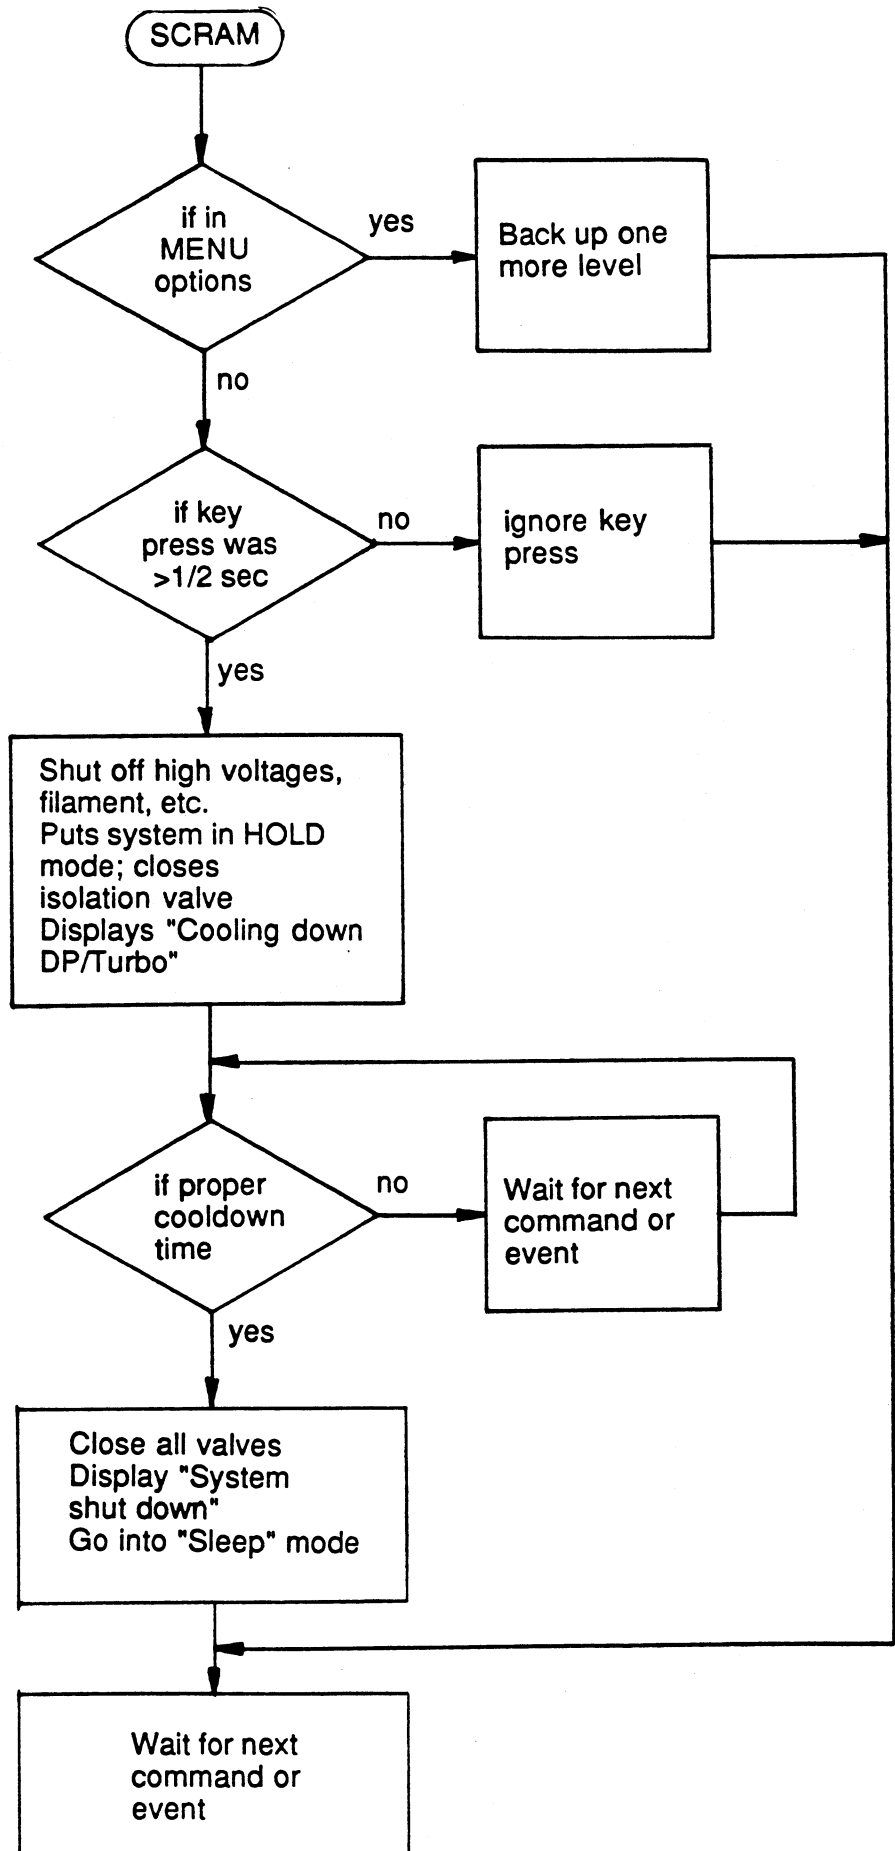 SCRAM
if in
MENU
options
yes
Back up one
more level
no
if key
press was
>1/2 sec
no
ignore key
press
yes
Shut off high voltages,
filament, etc.
Puts system in HOLD
mode; closes
isolation valve
Displays "Cooling down
DP/Turbo"
if proper
cooldown
time
no
Wait for next
command or
event
yes
Close all valves
Display "System
shut down"
Go into "Sleep" mode
Wait for next
command or
event